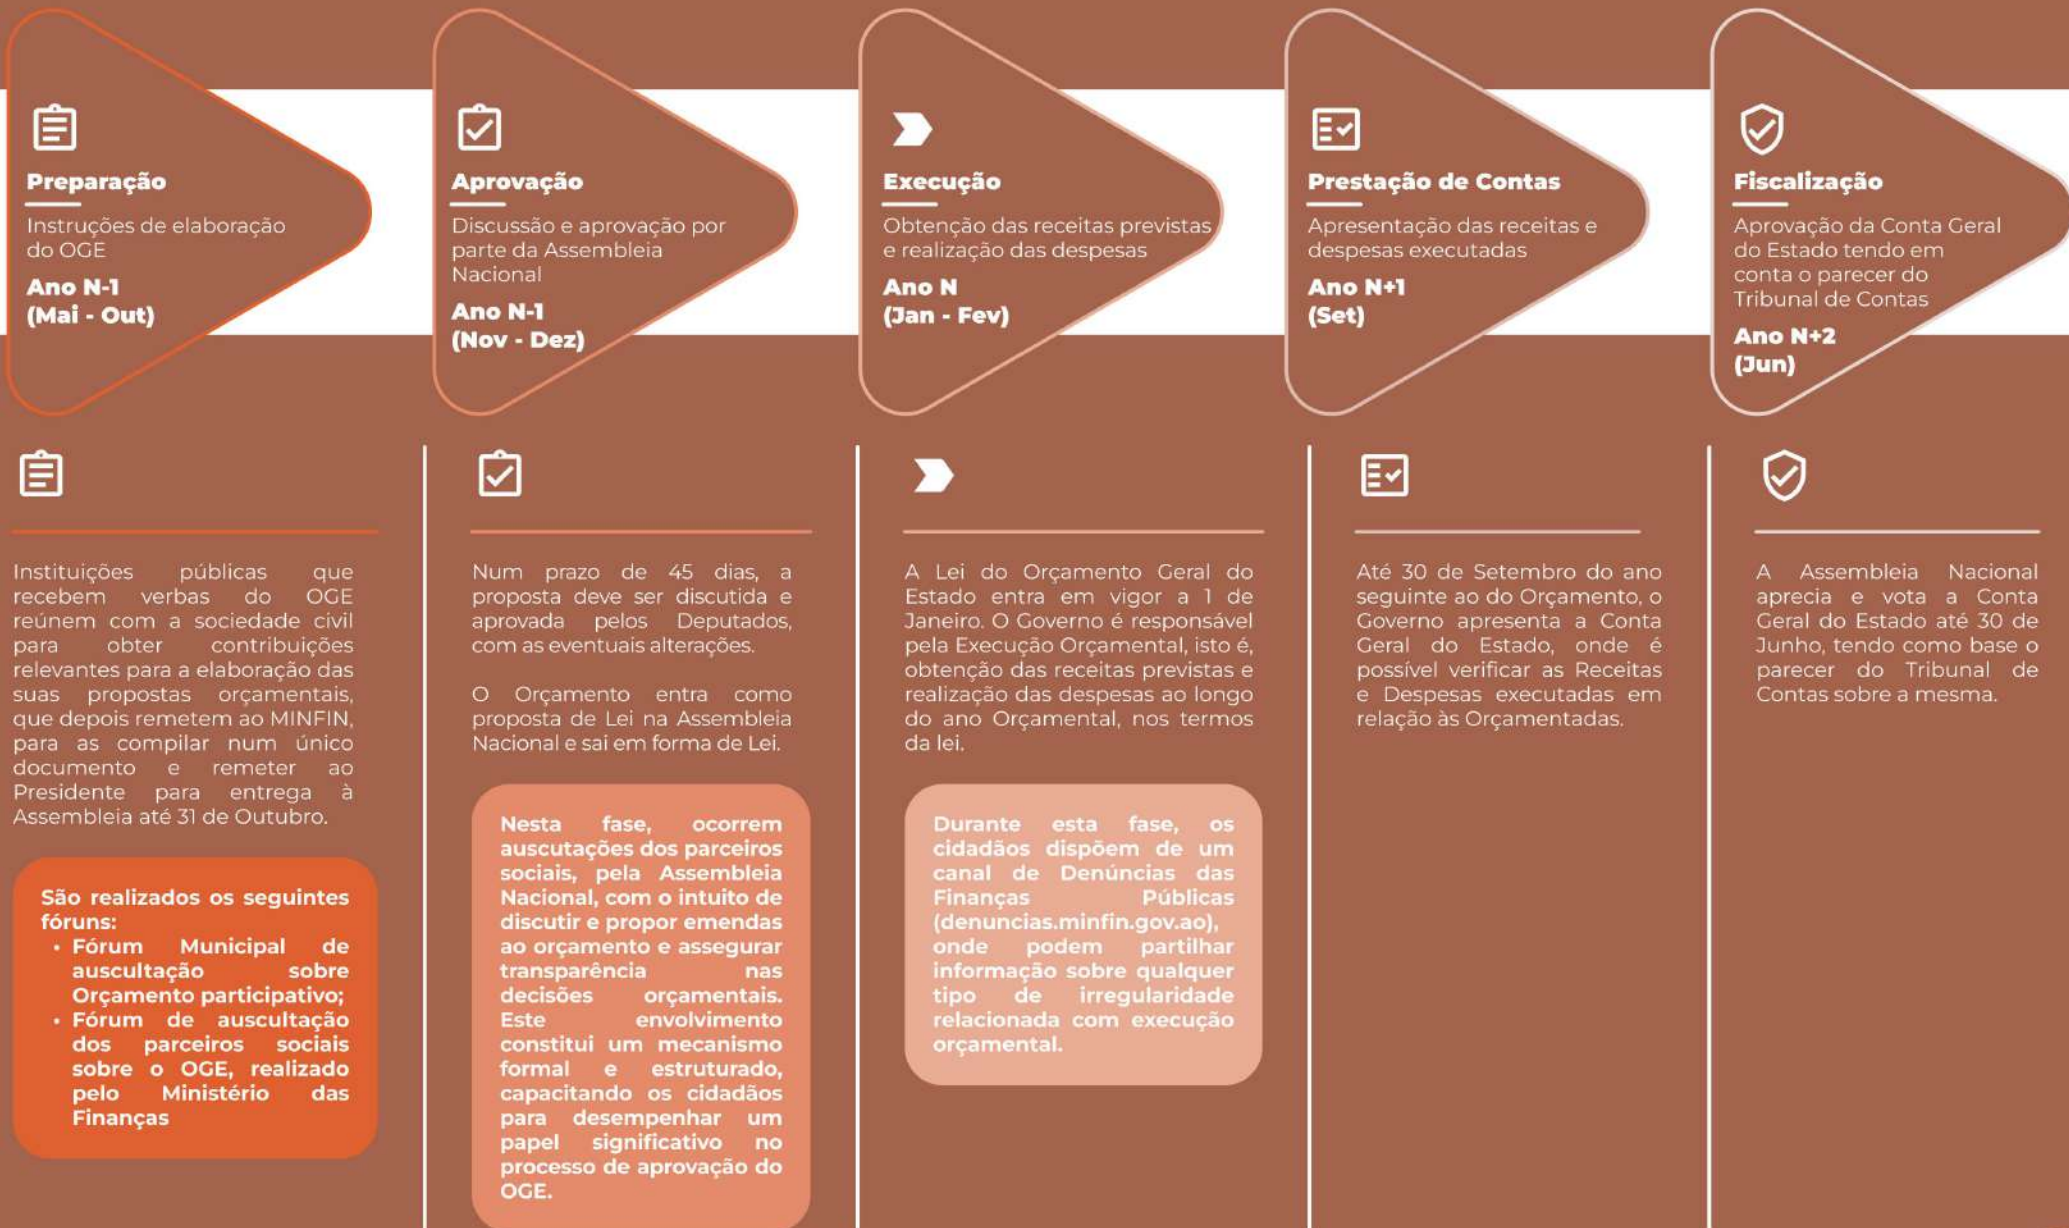 Preparação
Instruções de elaboração
do OGE
Ano N-1
(Mai - Out)
Aprovação
Discussão e aprovação por
parte da Assembleia
Nacional
Ano N-1
(Nov - Dez)
Execução
Obtenção das receitas previstas
e realização das despesas
Ano N
(Jan - Fev)
Prestação de Contas
Apresentação das receitas e
despesas executadas
Ano N+1
(Set)
Fiscalização
Aprovação da Conta Geral
do Estado tendo em
conta o parecer do
Tribunal de Contas
Ano N+2
(Jun)
Instituições públicas que
recebem verbas do OGE
reúnem com a sociedade civil
para obter contribuições
relevantes para a elaboração das
suas propostas orçamentais,
que depois remetem ao MINFIN,
para as compilar num único
documento e remeter ao
Presidente para entrega à
Assembleia até 31 de Outubro.
São realizados os seguintes
fóruns:
• Fórum Municipal de
auscultação sobre
Orçamento participativo;
• Fórum de auscultação
dos parceiros sociais
sobre o OGE, realizado
pelo Ministério das
Finanças
Num prazo de 45 dias, a
proposta deve ser discutida e
aprovada pelos Deputados,
com as eventuais alterações.
O Orçamento entra como
proposta de Lei na Assembleia
Nacional e sai em forma de Lei.
Nesta fase, ocorrem
auscutações dos parceiros
sociais, pela Assembleia
Nacional, com o intuito de
discutir e propor emendas
ao orçamento e assegurar
transparência nas
decisões orçamentais.
Este envolvimento
constitui um mecanismo
formal e estruturado,
capacitando os cidadãos
para desempenhar um
papel significativo no
processo de aprovação do
OGE.
A Lei do Orçamento Geral do
Estado entra em vigor a 1 de
Janeiro. O Governo é responsável
pela Execução Orçamental, isto é,
obtenção das receitas previstas e
realização das despesas ao longo
do ano Orçamental, nos termos
da lei.
Durante esta fase, os
cidadãos dispõem de um
canal de Denúncias das
Finanças Públicas
(denuncias.minfin.gov.ao),
onde podem partilhar
informação sobre qualquer
tipo de irregularidade
relacionada com execução
orçamental.
Até 30 de Setembro do ano
seguinte ao do Orçamento, o
Governo apresenta a Conta
Geral do Estado, onde é
possível verificar as Receitas
e Despesas executadas em
relação às Orçamentadas.
A Assembleia Nacional
aprecia e vota a Conta
Geral do Estado até 30 de
Junho, tendo como base o
parecer do Tribunal de
Contas sobre a mesma.